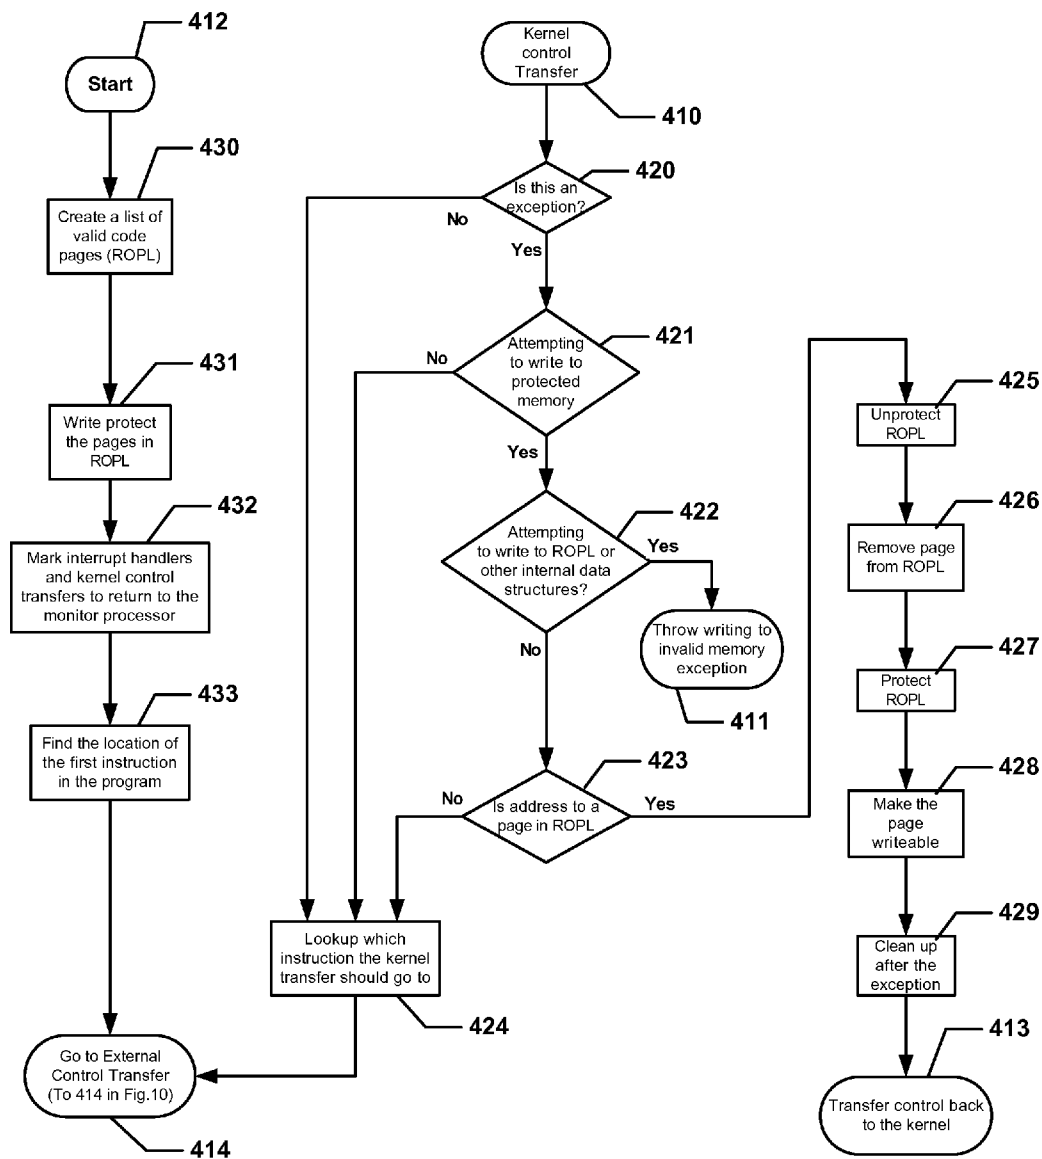 412
Start
430
Create a list of
valid code
pages (ROPL)
431
Write protect
the pages in
ROPL
432
Mark interrupt handlers
and kernel control
transfers to return to the
monitor processor
433
Find the location of
the first instruction
in the program
Go to External
Control Transfer
(To 414 in Fig.10)
414
Kernel
control
Transfer
410
420
Is this an
exception?
No
Yes
421
Attempting
to write to
protected
memory
No
Yes
422
Attempting
to write to ROPL or
other internal data
structures?
Yes
No
Throw writing to
invalid memory
exception
411
423
Is address to a
page in ROPL
No
Yes
Lookup which
instruction the kernel
transfer should go to
424
425
Unprotect
ROPL
426
Remove page
from ROPL
427
Protect
ROPL
428
Make the
page
writeable
429
Clean up
after the
exception
413
Transfer control back
to the kernel